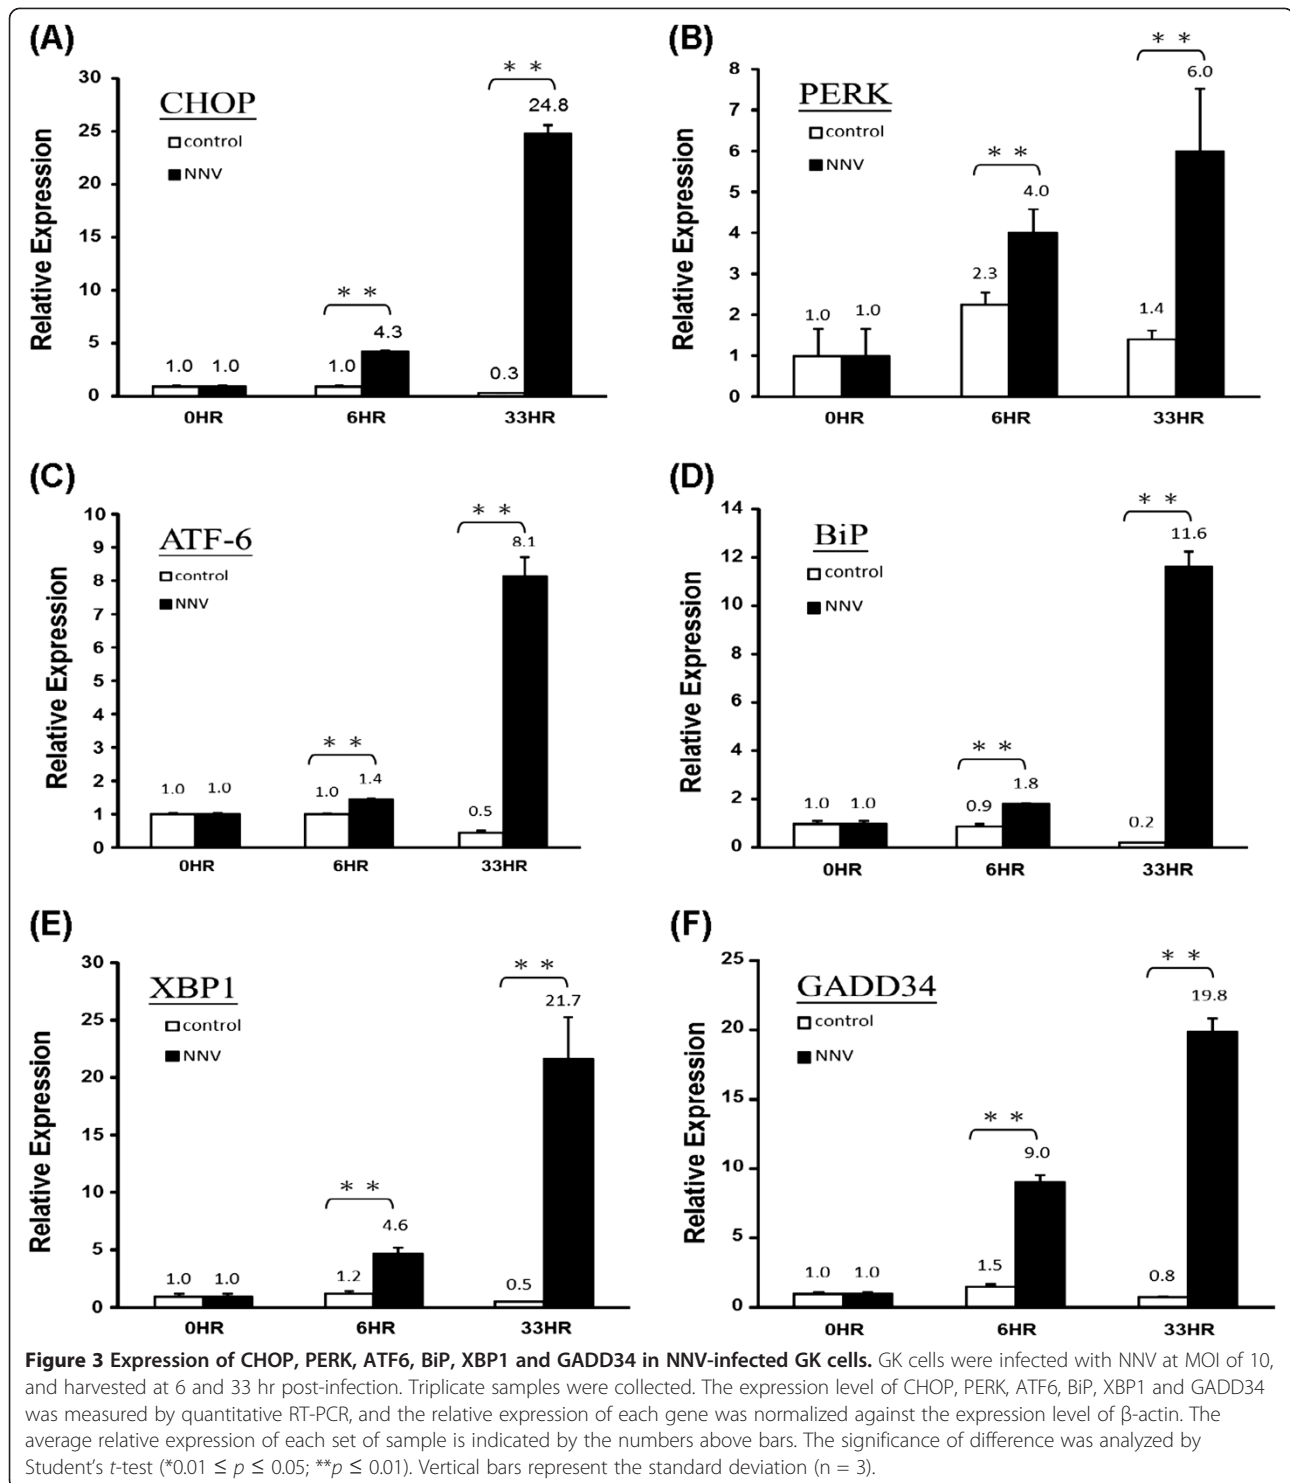 (A)
* *
30
24.8
CHOP
control
NNV
25
20
15
10
5
0
Relative Expression
* *
4.3
1.0 1.0 1.0 0.3
0HR 6HR 33HR
(B)
* *
8
6.0
PERK
control
NNV
7
6
5
4
3
2
1
0
Relative Expression
* *
4.0
2.3
1.0 1.0 1.4
0HR 6HR 33HR
(C)
* *
10
8.1
ATF-6
control
NNV
9
8
7
6
5
4
3
2
1
0
Relative Expression
* *
1.0 1.0 1.0 1.4 0.5
0HR 6HR 33HR
(D)
* *
14
11.6
BiP
control
NNV
12
10
8
6
4
2
0
Relative Expression
* *
1.0 1.0 0.9 1.8 0.2
0HR 6HR 33HR
(E)
* *
30
21.7
XBP1
control
NNV
25
20
15
10
5
0
Relative Expression
* *
4.6
1.0 1.0 1.2 0.5
0HR 6HR 33HR
(F)
* *
25
19.8
GADD34
control
NNV
20
15
10
5
0
Relative Expression
* *
9.0
1.0 1.0 1.5 0.8
0HR 6HR 33HR
Figure 3 Expression of CHOP, PERK, ATF6, BiP, XBP1 and GADD34 in NNV-infected GK cells. GK cells were infected with NNV at MOI of 10,
and harvested at 6 and 33 hr post-infection. Triplicate samples were collected. The expression level of CHOP, PERK, ATF6, BiP, XBP1 and GADD34
was measured by quantitative RT-PCR, and the relative expression of each gene was normalized against the expression level of β-actin. The
average relative expression of each set of sample is indicated by the numbers above bars. The significance of difference was analyzed by
Student's t-test (*0.01 ≤ p ≤ 0.05; **p ≤ 0.01). Vertical bars represent the standard deviation (n = 3).